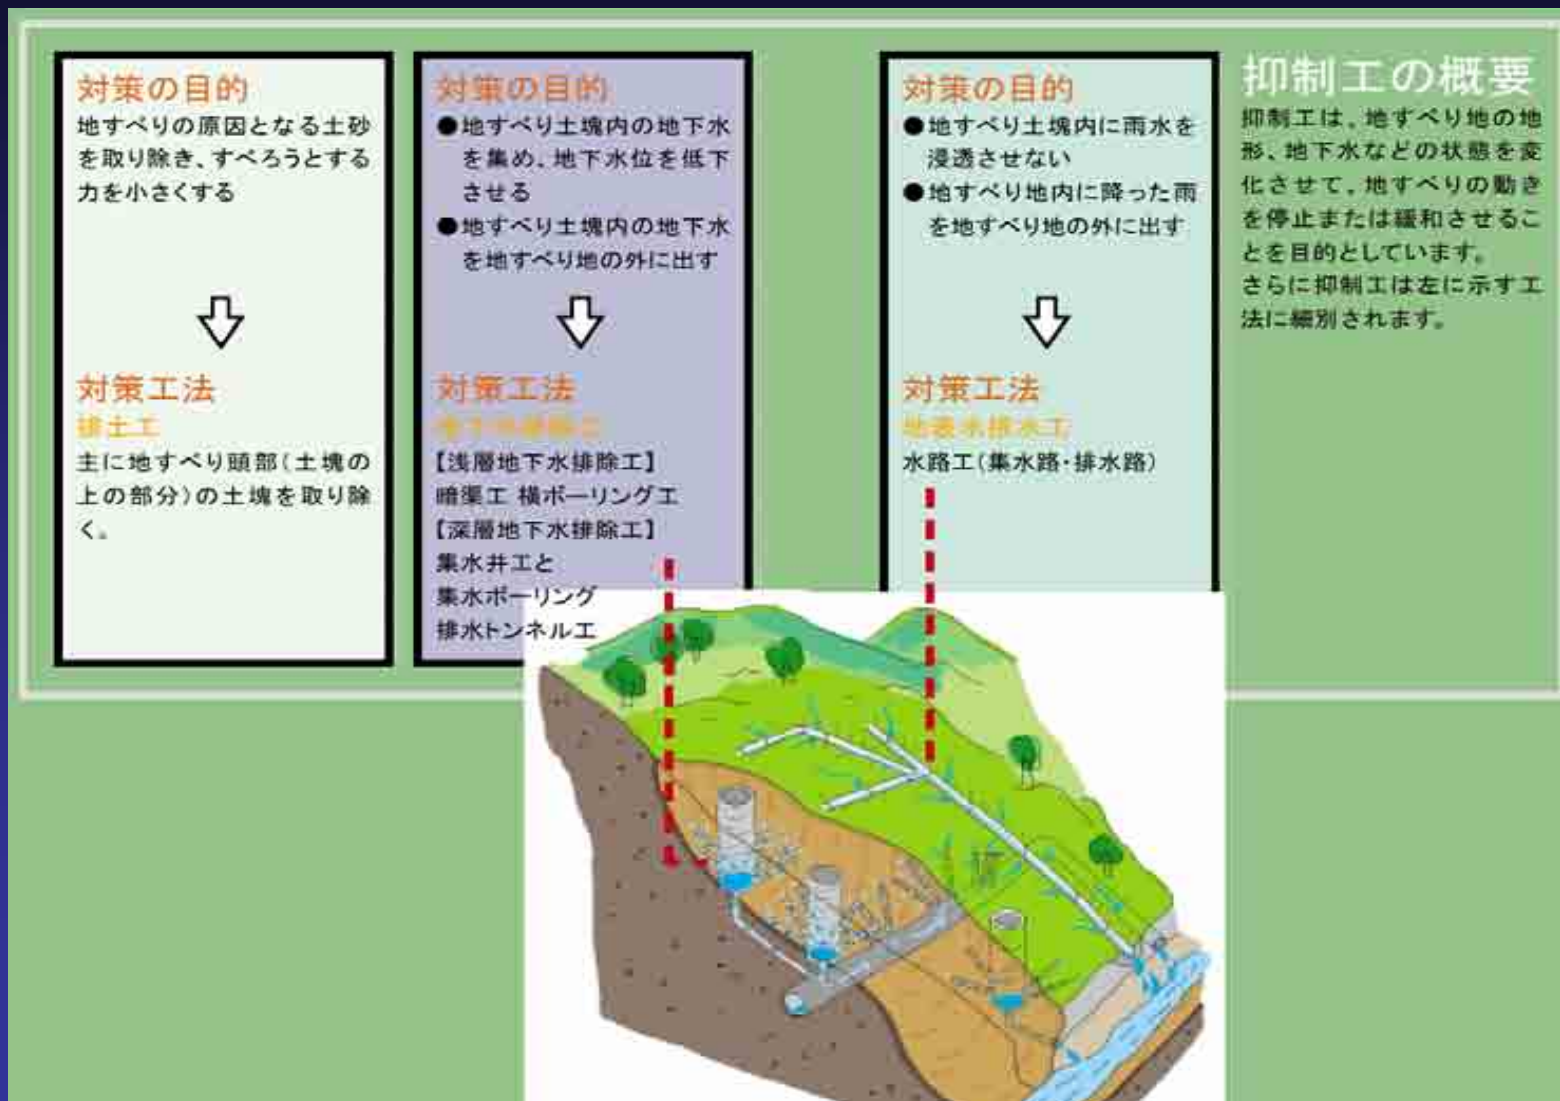 抑制工の概要
抑制工は、地すべり地の地
形、地下水などの状態を変
化させて、地すべりの動き
を停止または緩和させるこ
とを目的としています。
さらに抑制工は左に示す工
法に細別されます。
対策の目的
地すべりの原因となる土砂
を取り除き、すべろうとする
力を小さくする
対策工法
排土工
主に地すべり頭部(土塊の
上の部分)の土塊を取り除
く。
対策の目的
●地すべり土塊内の地下水
を集め、地下水位を低下
させる
●地すべり土塊内の地下水
を地すべり地の外に出す
対策工法
地下水排除工
【浅層地下水排除工】
暗渠工 横ボーリング工
【深層地下水排除工】
集水井工と
集水ボーリング
排水トンネル工
対策の目的
●地すべり土塊内に雨水を
浸透させない
●地すべり地内に降った雨
を地すべり地の外に出す
対策工法
地表水排水工
水路工(集水路・排水路)